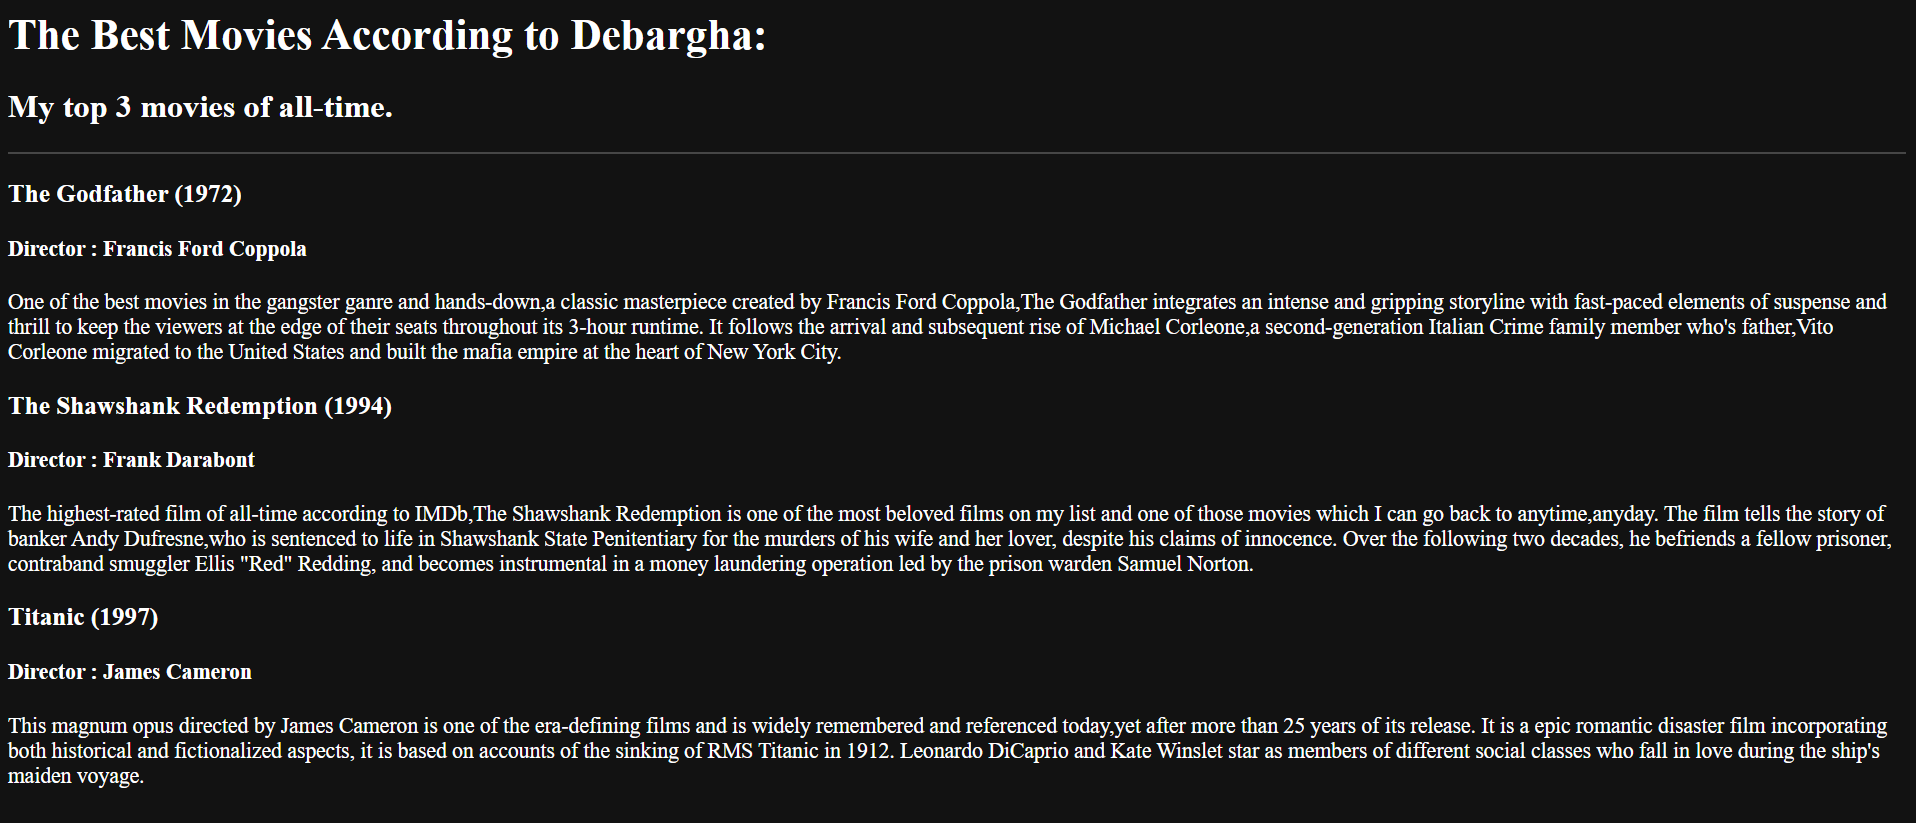 The Best Movies According to Debargha:
My top 3 movies of all-time.
The Godfather (1972)
Director : Francis Ford Coppola
One of the best movies in the gangster ganre and hands-down,a classic masterpiece created by Francis Ford Coppola,The Godfather integrates an intense and gripping storyline with fast-paced elements of suspense and
thrill to keep the viewers at the edge of their seats throughout its 3-hour runtime. It follows the arrival and subsequent rise of Michael Corleone,a second-generation Italian Crime family member who's father,Vito
Corleone migrated to the United States and built the mafia empire at the heart of New York City.
The Shawshank Redemption (1994)
Director : Frank Darabont
The highest-rated film of all-time according to IMDb,The Shawshank Redemption is one of the most beloved films on my list and one of those movies which I can go back to anytime,anyday. The film tells the story of
banker Andy Dufresne,who is sentenced to life in Shawshank State Penitentiary for the murders of his wife and her lover, despite his claims of innocence. Over the following two decades, he befriends a fellow prisoner,
contraband smuggler Ellis "Red" Redding, and becomes instrumental in a money laundering operation led by the prison warden Samuel Norton.
Titanic (1997)
Director : James Cameron
This magnum opus directed by James Cameron is one of the era-defining films and is widely remembered and referenced today,yet after more than 25 years of its release. It is a epic romantic disaster film incorporating
both historical and fictionalized aspects, it is based on accounts of the sinking of RMS Titanic in 1912. Leonardo DiCaprio and Kate Winslet star as members of different social classes who fall in love during the ship's
maiden voyage.